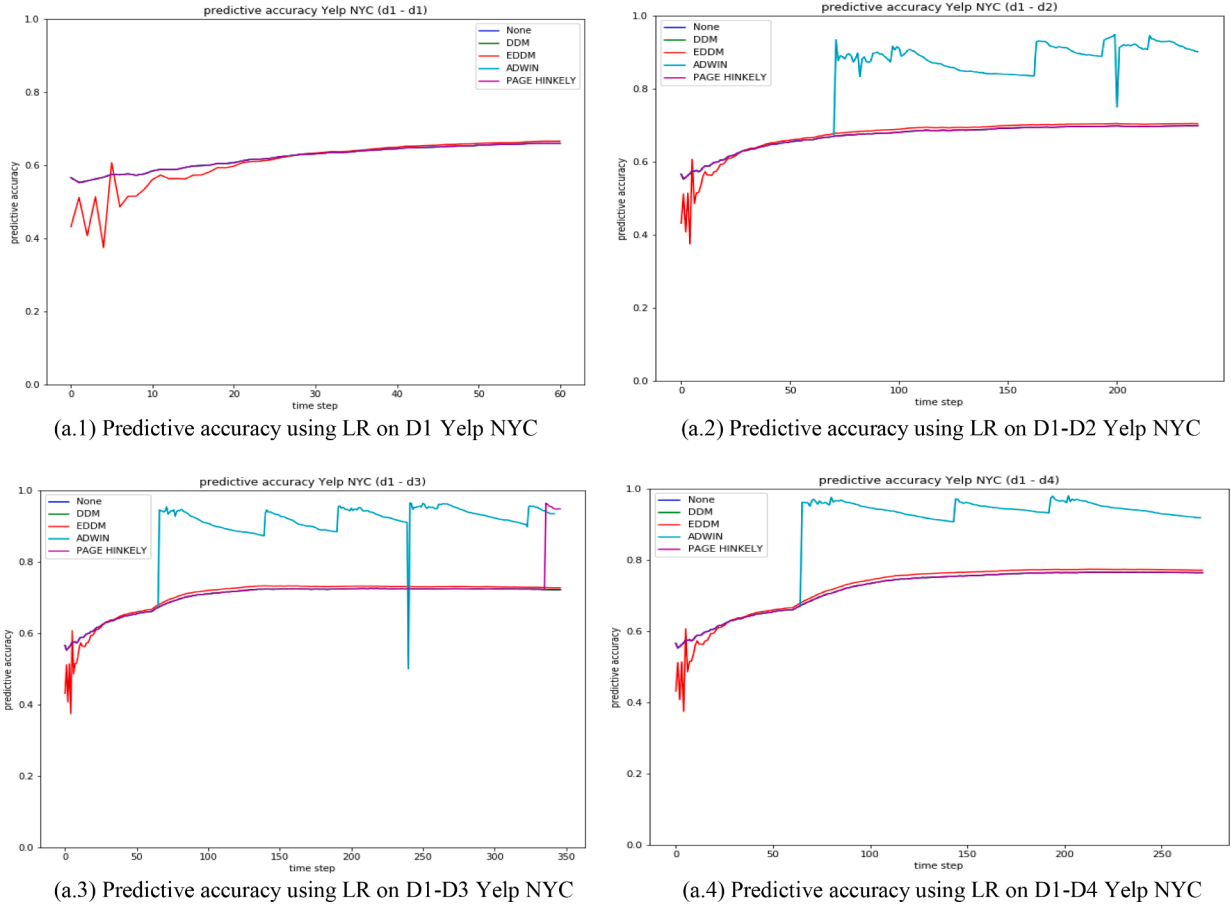 predictive accuracy Yelp NYC (d1 - d1)
1.0
0.8
0.6
0.4
0.2
0.0
predictive accuracy
None
DDM
EDDM
ADWIN
PAGE HINKELY
0 10 20 30 40 50 60
time step
(a.1) Predictive accuracy using LR on D1 Yelp NYC
predictive accuracy Yelp NYC (d1 - d2)
1.0
0.8
0.6
0.4
0.2
0.0
predictive accuracy
None
DDM
EDDM
ADWIN
PAGE HINKELY
0 50 100 150 200
time step
(a.2) Predictive accuracy using LR on D1-D2 Yelp NYC
predictive accuracy Yelp NYC (d1 - d3)
1.0
0.8
0.6
0.4
0.2
0.0
predictive accuracy
None
DDM
EDDM
ADWIN
PAGE HINKELY
0 50 100 150 200 250 300 350
time step
(a.3) Predictive accuracy using LR on D1-D3 Yelp NYC
predictive accuracy Yelp NYC (d1 - d4)
1.0
0.8
0.6
0.4
0.2
0.0
predictive accuracy
None
DDM
EDDM
ADWIN
PAGE HINKELY
0 50 100 150 200 250
time step
(a.4) Predictive accuracy using LR on D1-D4 Yelp NYC